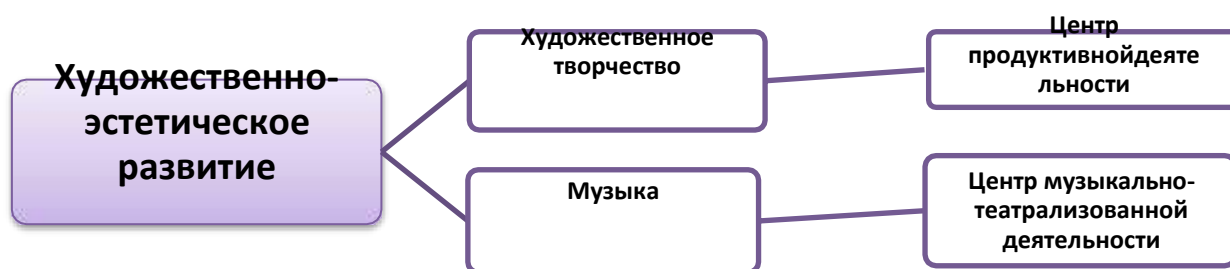 Художественно-
эстетическое
развитие
Художественное
творчество
Центр
продуктивнойдеяте
льности
Музыка
Центр музыкально-
театрализованной
деятельности